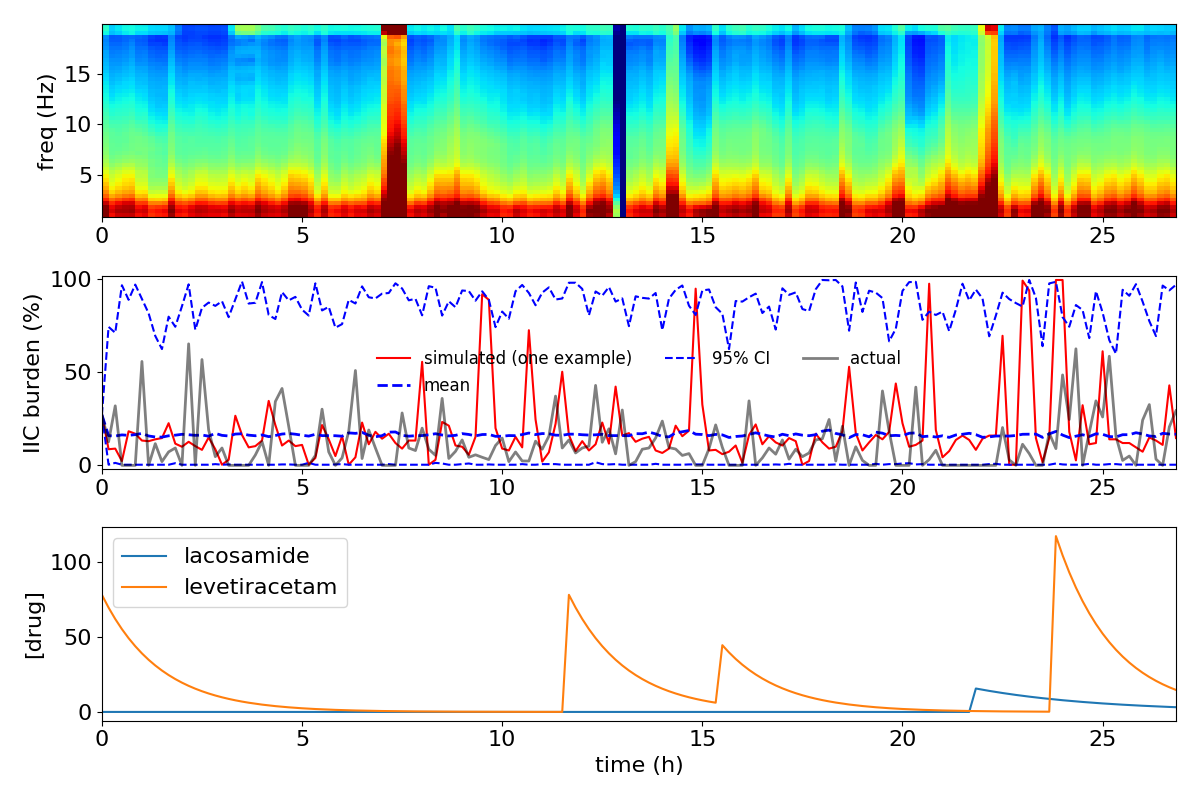 freq (Hz)
15
10
5
0 5 10 15 20 25
IIC burden (%)
100
50
0
simulated (one example) 95% CI actual
mean
0 5 10 15 20 25
[drug]
100
50
0
lacosamide
levetiracetam
0 5 10 15 20 25
time (h)